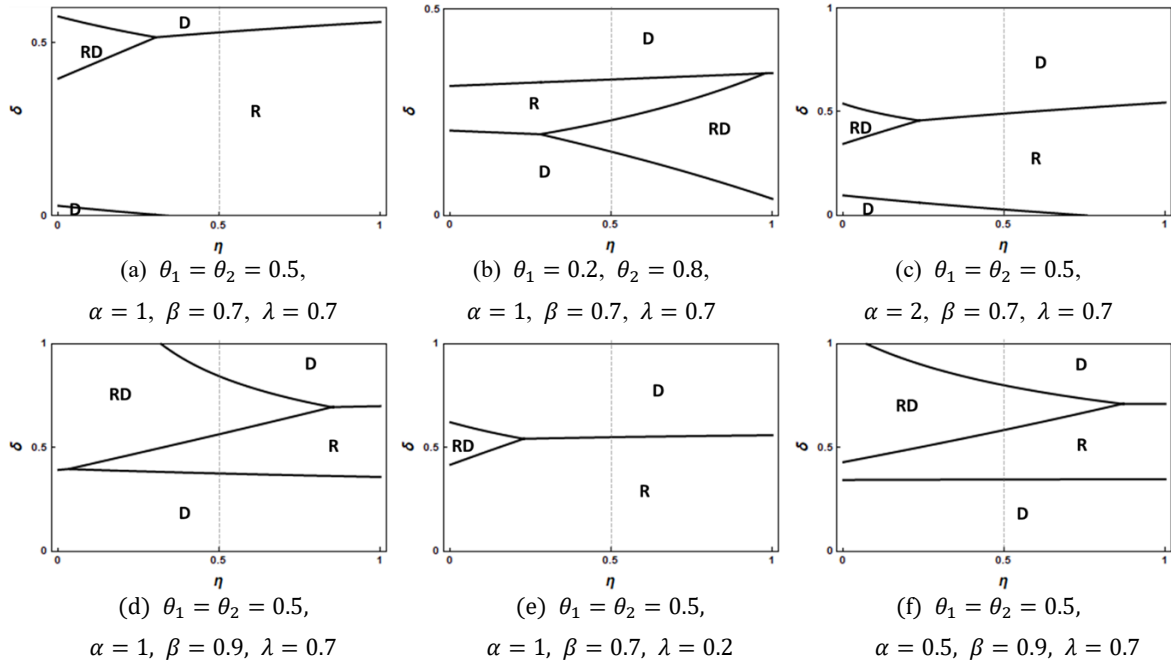 0.5
δ
0
D
RD
R
D
0
0.5
1
η
(a) θ₁ = θ₂ = 0.5,
α = 1, β = 0.7, λ = 0.7
0.5
δ
0
D
R
RD
D
0
0.5
1
η
(b) θ₁ = 0.2, θ₂ = 0.8,
α = 1, β = 0.7, λ = 0.7
1
0.5
δ
0
D
RD
R
D
0
0.5
1
η
(c) θ₁ = θ₂ = 0.5,
α = 2, β = 0.7, λ = 0.7
1
0.5
δ
0
D
RD
R
D
0
0.5
1
η
(d) θ₁ = θ₂ = 0.5,
α = 1, β = 0.9, λ = 0.7
1
0.5
δ
0
D
RD
R
0
0.5
1
η
(e) θ₁ = θ₂ = 0.5,
α = 1, β = 0.7, λ = 0.2
1
0.5
δ
0
D
RD
R
D
0
0.5
1
η
(f) θ₁ = θ₂ = 0.5,
α = 0.5, β = 0.9, λ = 0.7